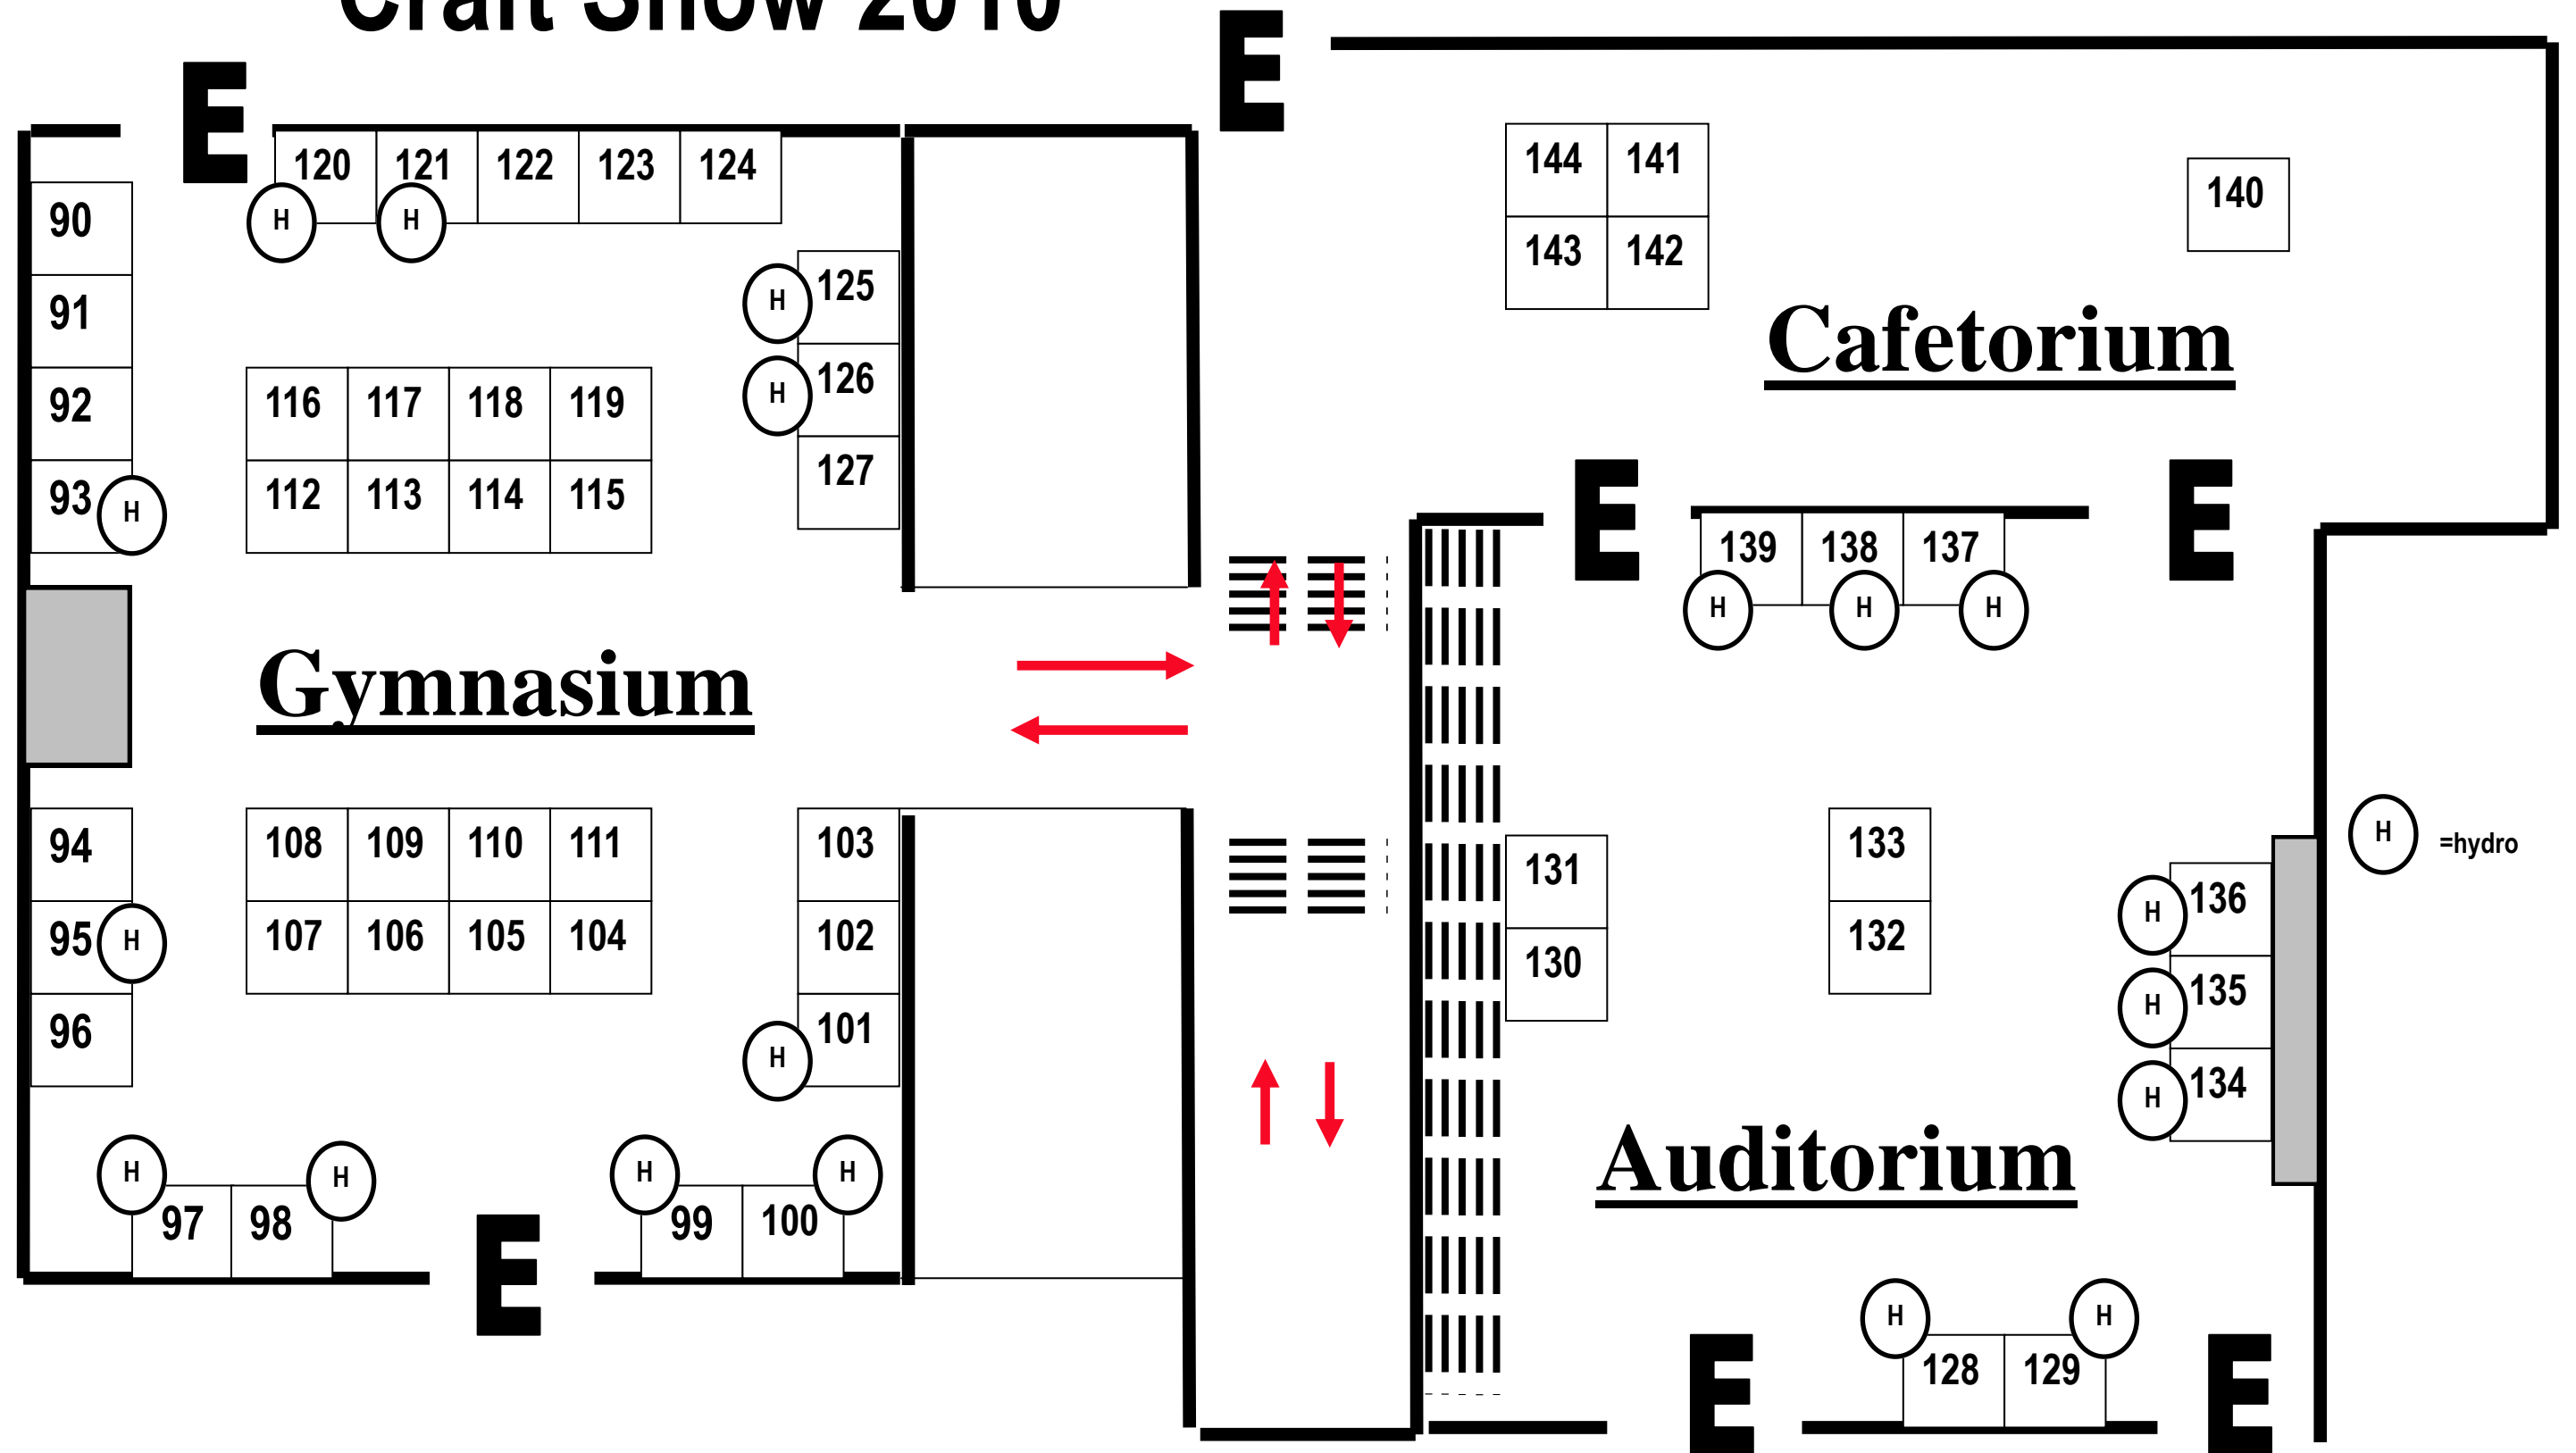 Craft Show 2010
E
E
120 121 122 123 124
H H
90
91
92
93 H
125
126
127
H
H
116 117 118 119
112 113 114 115
Gymnasium
94
95 H
96
108 109 110 111
107 106 105 104
103
102
101
H
H H
97 98
H H
99 100
E
144 141
143 142
140
Cafetorium
E
E
139 138 137
H H H
131
130
133
132
H 136
H 135
H 134
H =hydro
Auditorium
H H
128 129
E
E